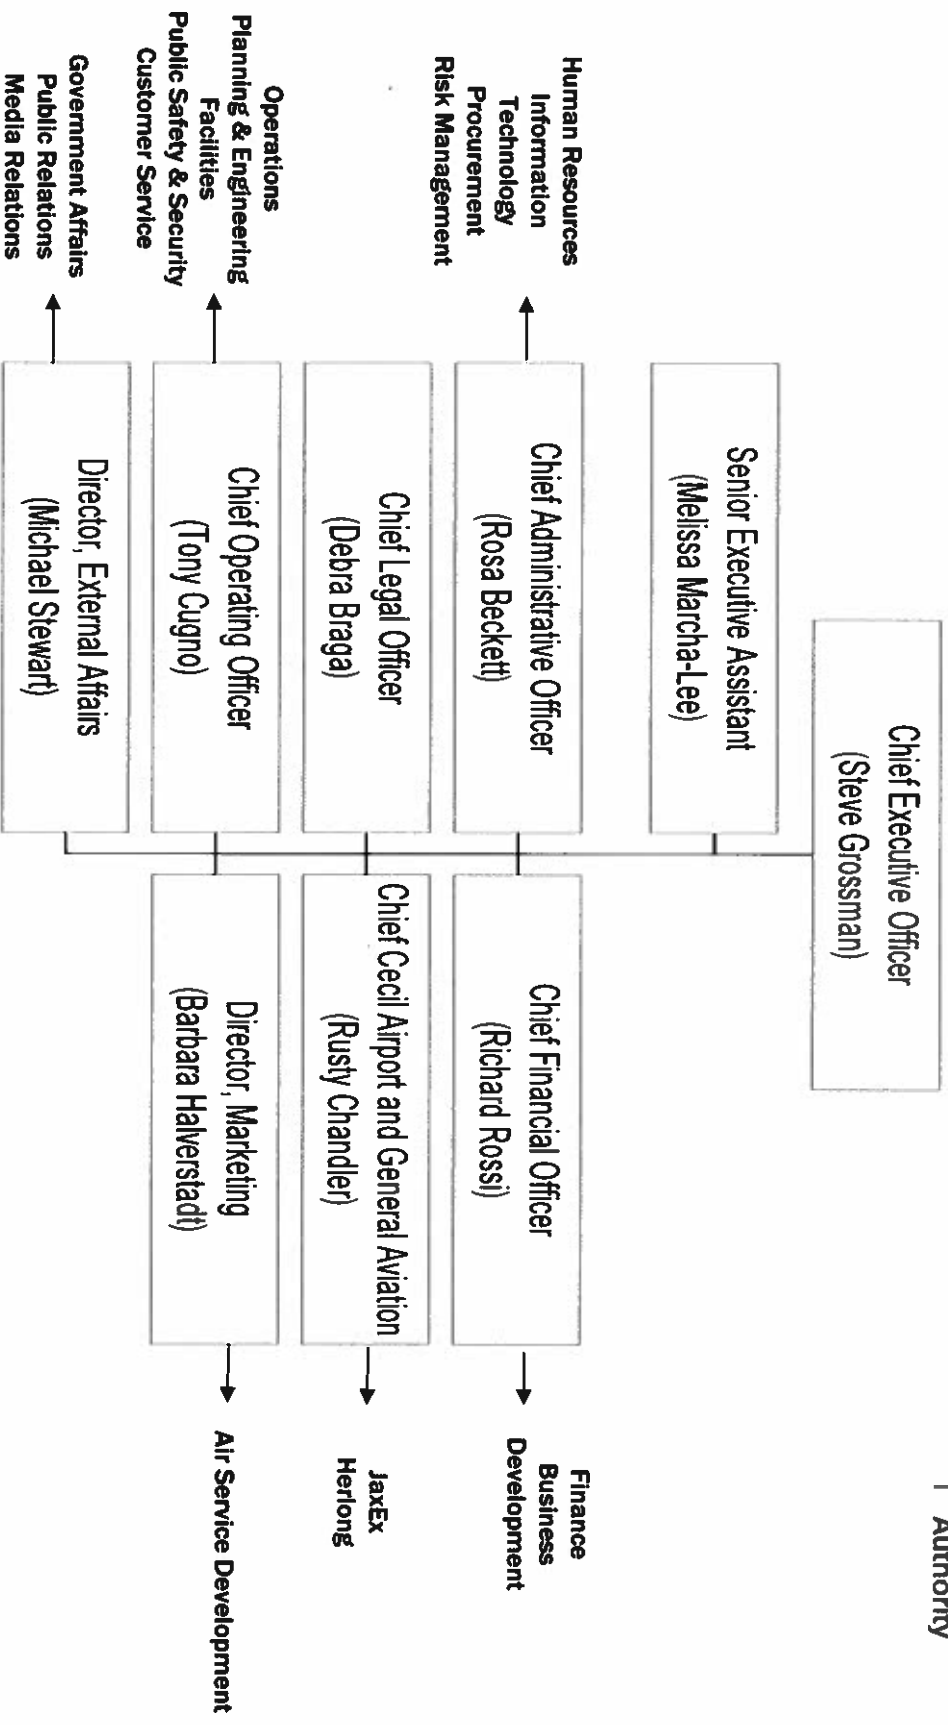 Authority
Chief Executive Officer
(Steve Grossman)
Senior Executive Assistant
(Melissa Marcha-Lee)
Human Resources
Information
Technology
Procurement
Risk Management
Chief Administrative Officer
(Rosa Beckett)
Chief Financial Officer
(Richard Rossi)
Finance
Business
Development
Chief Legal Officer
(Debra Braga)
Chief Cecil Airport and General Aviation
(Rusty Chandler)
JaxEx
Herlong
Operations
Planning & Engineering
Facilities
Public Safety & Security
Customer Service
Chief Operating Officer
(Tony Cugno)
Director, Marketing
(Barbara Halverstadt)
Air Service Development
Government Affairs
Public Relations
Media Relations
Director, External Affairs
(Michael Stewart)